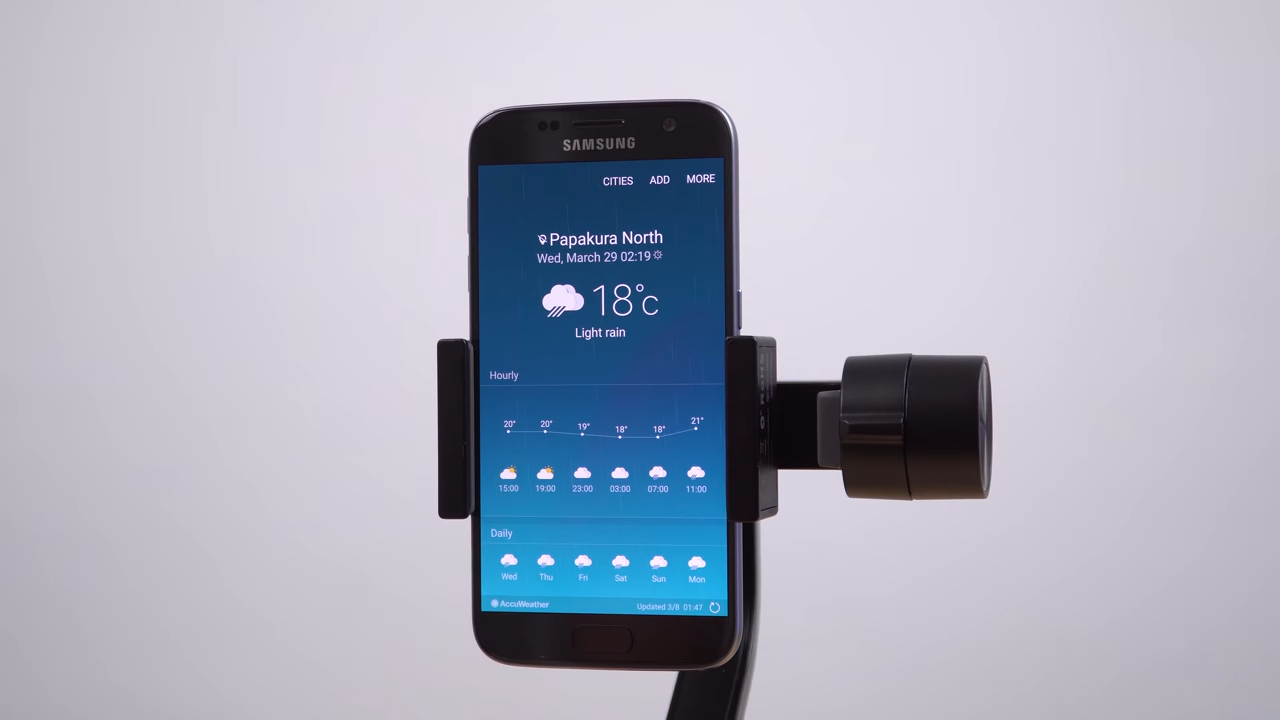 SAMSUNG
CITIES ADD MORE
Papakura North
Wed, March 29 02:19
18°c
Light rain
Hourly
20° 20° 19° 18° 18° 21°
15:00 19:00 23:00 03:00 07:00 11:00
Daily
Wed Thu Fri Sat Sun Mon
AccuWeather Updated 3/8 01:47